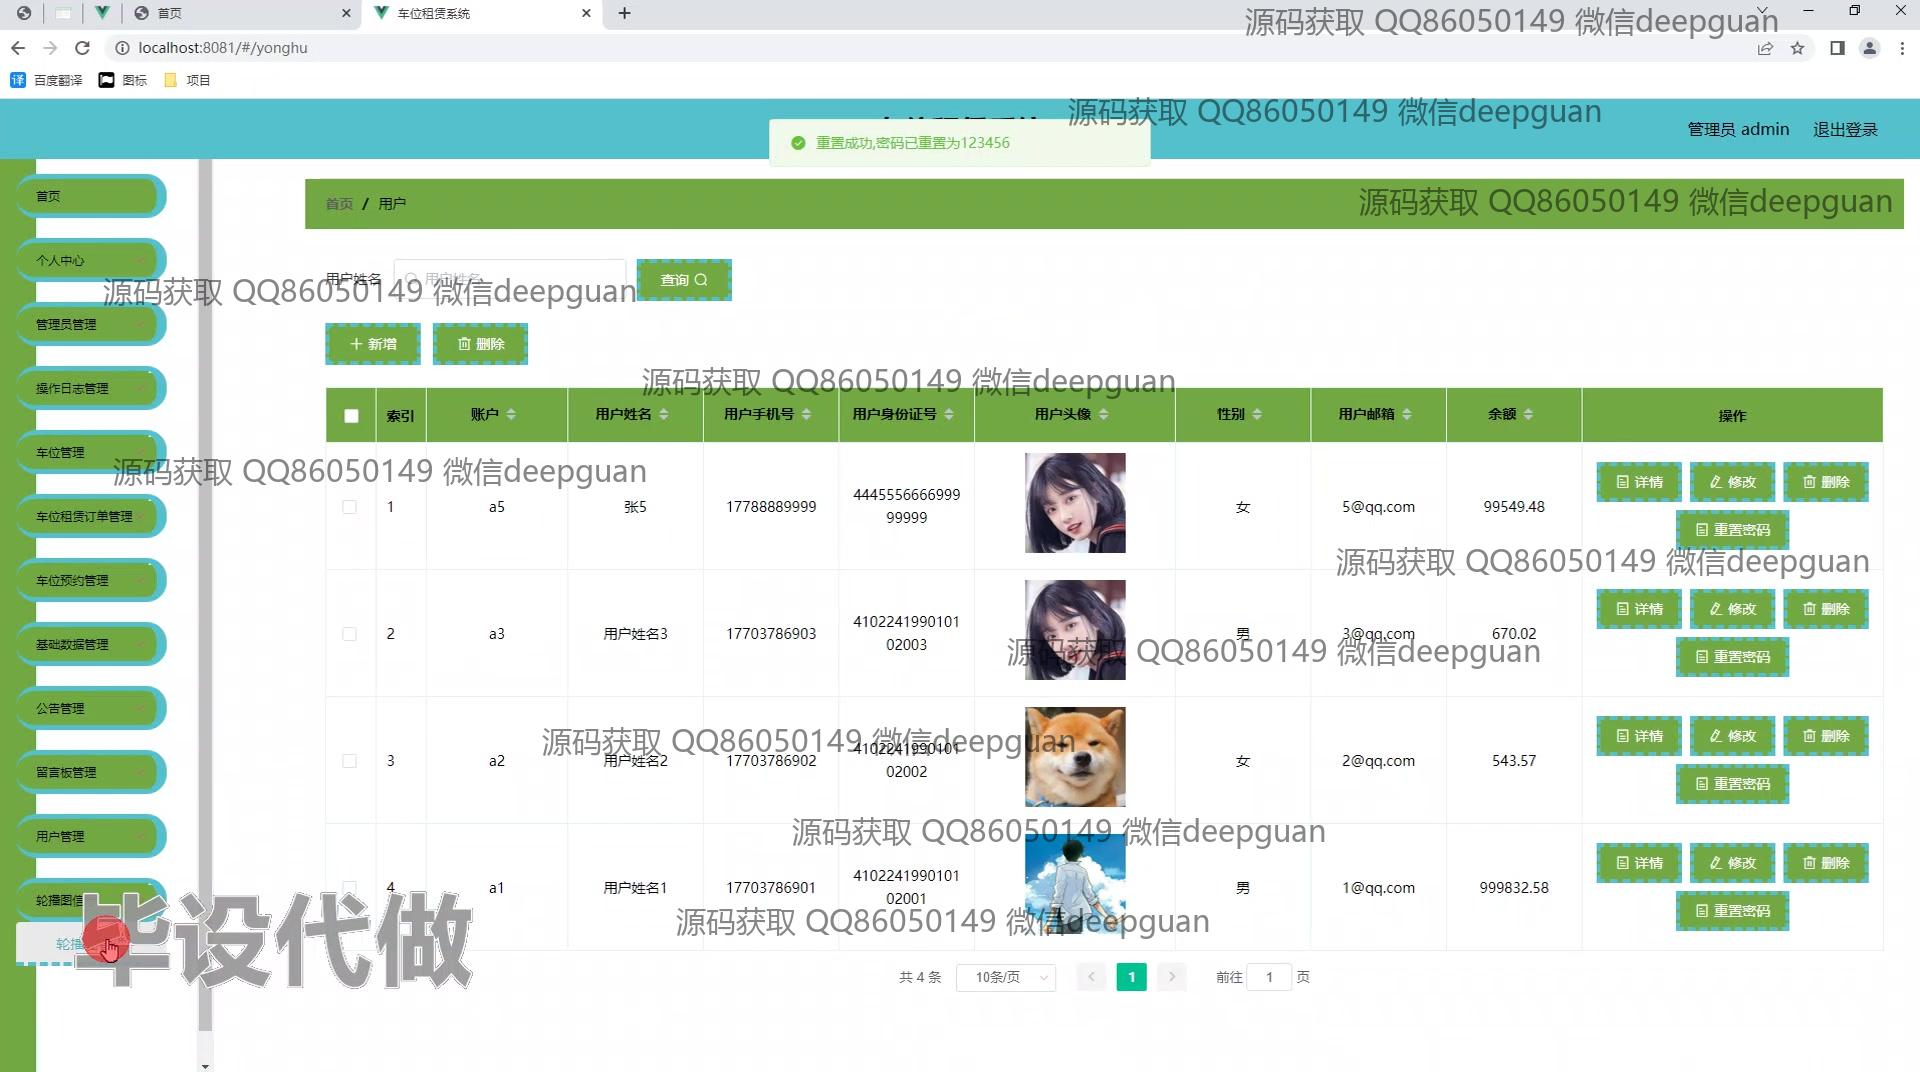 首页
车位租赁系统
源码获取 QQ86050149 微信deepguan
localhost:8081/#/yonghu
百度翻译 图标 项目
源码获取 QQ86050149 微信deepguan
重置成功,密码已重置为123456
管理员 admin 退出登录
首页
首页 / 用户
源码获取 QQ86050149 微信deepguan
个人中心
用户姓名 用户姓名 查询
源码获取 QQ86050149 微信deepguan
管理员管理
新增 删除
操作日志管理
源码获取 QQ86050149 微信deepguan
索引 账户 用户姓名 用户手机号 用户身份证号 用户头像 性别 用户邮箱 余额 操作
车位管理
源码获取 QQ86050149 微信deepguan
车位租赁订单管理
1 a5 张5 17788889999 4445556666999 99999 女 5@qq.com 99549.48 详情 修改 删除
重置密码
源码获取 QQ86050149 微信deepguan
车位预约管理
基础数据管理
2 a3 用户姓名3 17703786903 4102241990101 02003 男 3@qq.com 670.02 详情 修改 删除
重置密码
源码获取 QQ86050149 微信deepguan
公告管理
留言板管理
3 a2 用户姓名2 17703786902 4102241990101 02002 女 2@qq.com 543.57 详情 修改 删除
重置密码
源码获取 QQ86050149 微信deepguan
用户管理
源码获取 QQ86050149 微信deepguan
4 a1 用户姓名1 17703786901 4102241990101 02001 男 1@qq.com 999832.58 详情 修改 删除
重置密码
轮播图信
源码获取 QQ86050149 微信deepguan
轮播
毕设代做
共 4 条 10条/页 1 前往 1 页